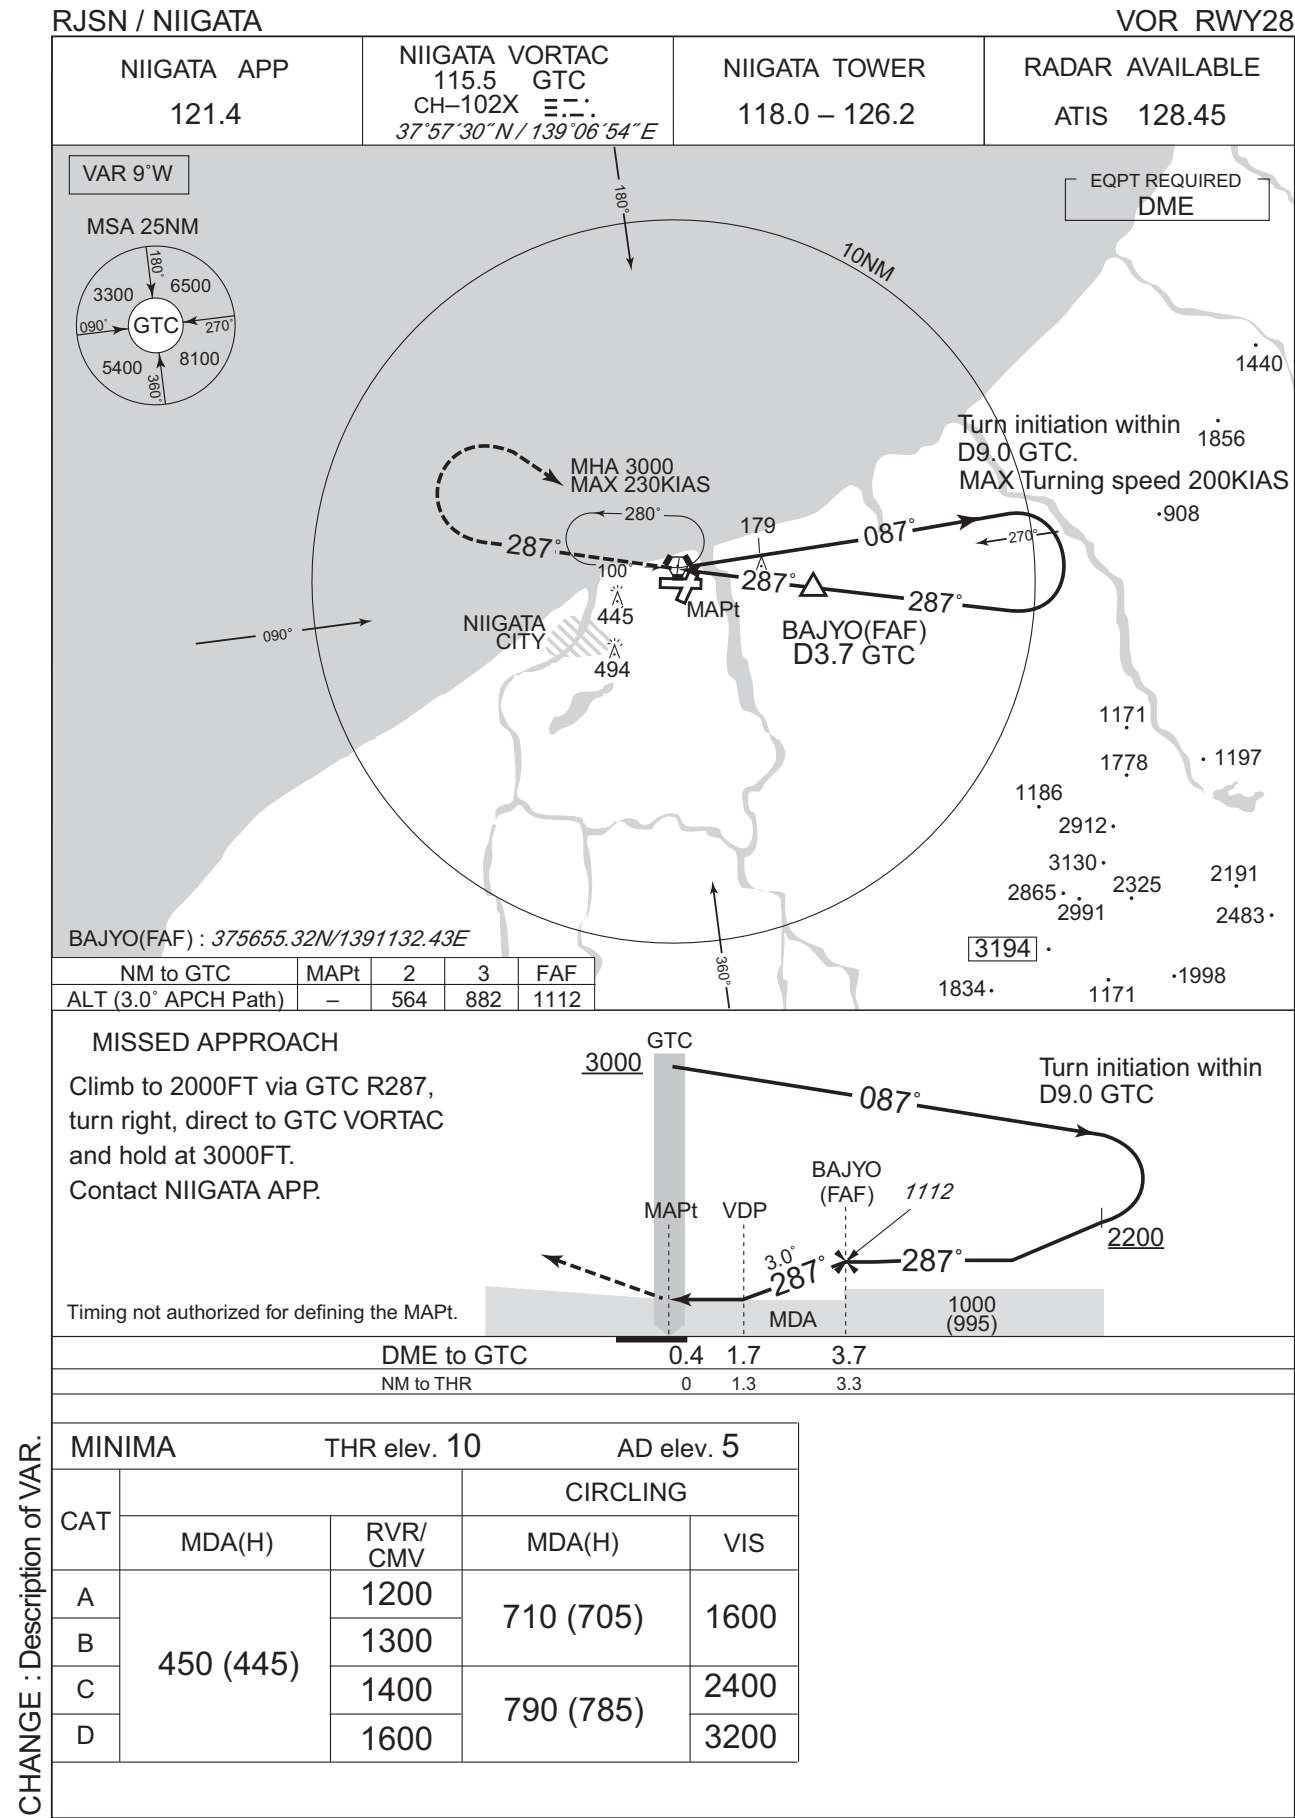 RJSN / NIIGATA
VOR RWY28
NIIGATA APP
121.4
NIIGATA VORTAC
115.5 GTC
CH–102X
37°57´30˝N / 139°06´54˝E
NIIGATA TOWER
118.0 – 126.2
RADAR AVAILABLE
ATIS 128.45
VAR 9°W
EQPT REQUIRED
DME
MSA 25NM
180°
3300
6500
090°
GTC
270°
5400
8100
360°
180°
10NM
1440
Turn initiation within
D9.0 GTC.
MAX Turning speed 200KIAS
1856
908
MHA 3000
MAX 230KIAS
280°
179
087°
270°
287°
100°
287°
287°
MAPt
445
NIIGATA
CITY
494
090°
BAJYO(FAF)
D3.7 GTC
1171
1778
1197
1186
2912
3130
2865
2325
2191
2991
2483
3194
1834
1171
1998
360°
BAJYO(FAF) : 375655.32N/1391132.43E
NM to GTC MAPt 2 3 FAF
ALT (3.0° APCH Path) – 564 882 1112
MISSED APPROACH
Climb to 2000FT via GTC R287,
turn right, direct to GTC VORTAC
and hold at 3000FT.
Contact NIIGATA APP.
Timing not authorized for defining the MAPt.
GTC
3000
087°
Turn initiation within
D9.0 GTC
BAJYO
(FAF)
1112
MAPt
VDP
2200
3.0°
287°
287°
MDA
1000
(995)
DME to GTC 0.4 1.7 3.7
NM to THR 0 1.3 3.3
MINIMA THR elev. 10 AD elev. 5
CAT
CIRCLING
MDA(H)
RVR/
CMV
MDA(H)
VIS
A
B
C
D
450 (445)
1200
1300
1400
1600
710 (705)
790 (785)
1600
2400
3200
CHANGE : Description of VAR.